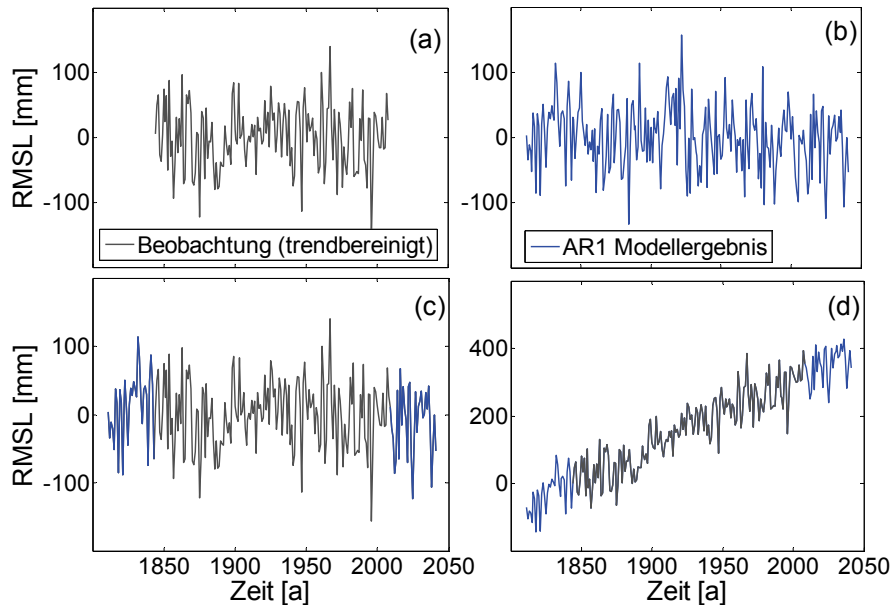 (a)
(b)
RMSL [mm]
100
0
-100
100
0
-100
Beobachtung (trendbereinigt)
AR1 Modellergebnis
(c)
(d)
RMSL [mm]
100
0
-100
400
200
0
1850 1900 1950 2000 2050
1850 1900 1950 2000 2050
Zeit [a]
Zeit [a]